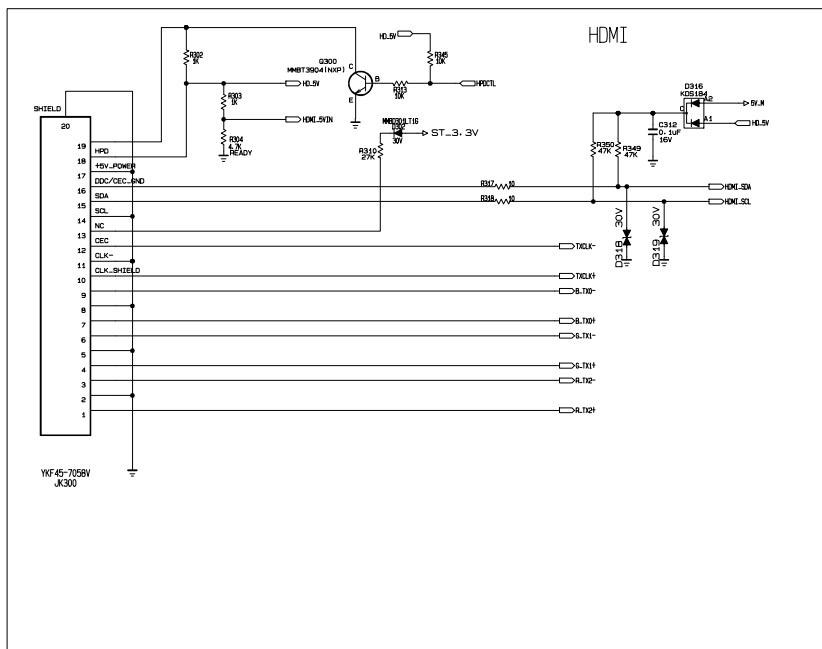 HDMI
HD_5V
R302
1K
Q300
MMBT3904(NXP)
C
B
E
R345
10K
R313
10K
HPDCTL
HD_5V
R303
1K
HDMI_5VIN
R304
4.7K
READY
MMBD301LT1G
D302
30V
ST_3.3V
R310
27K
D316
KDS184
A2
C
A1
5V_M
HD_5V
C312
0.1uF
16V
R350
47K
R349
47K
R317
10
HDMI_SDA
R318
10
HDMI_SCL
30V
D318
30V
D319
SHIELD
20
19
HPD
18
+5V_POWER
17
DDC/CEC_GND
16
SDA
15
SCL
14
NC
13
CEC
12
TXCLK-
CLK-
11
CLK_SHIELD
10
TXCLK+
9
B_TX0-
8
7
B_TX0+
6
G_TX1-
5
4
G_TX1+
3
R_TX2-
2
1
R_TX2+
YKF45-7058V
JK300